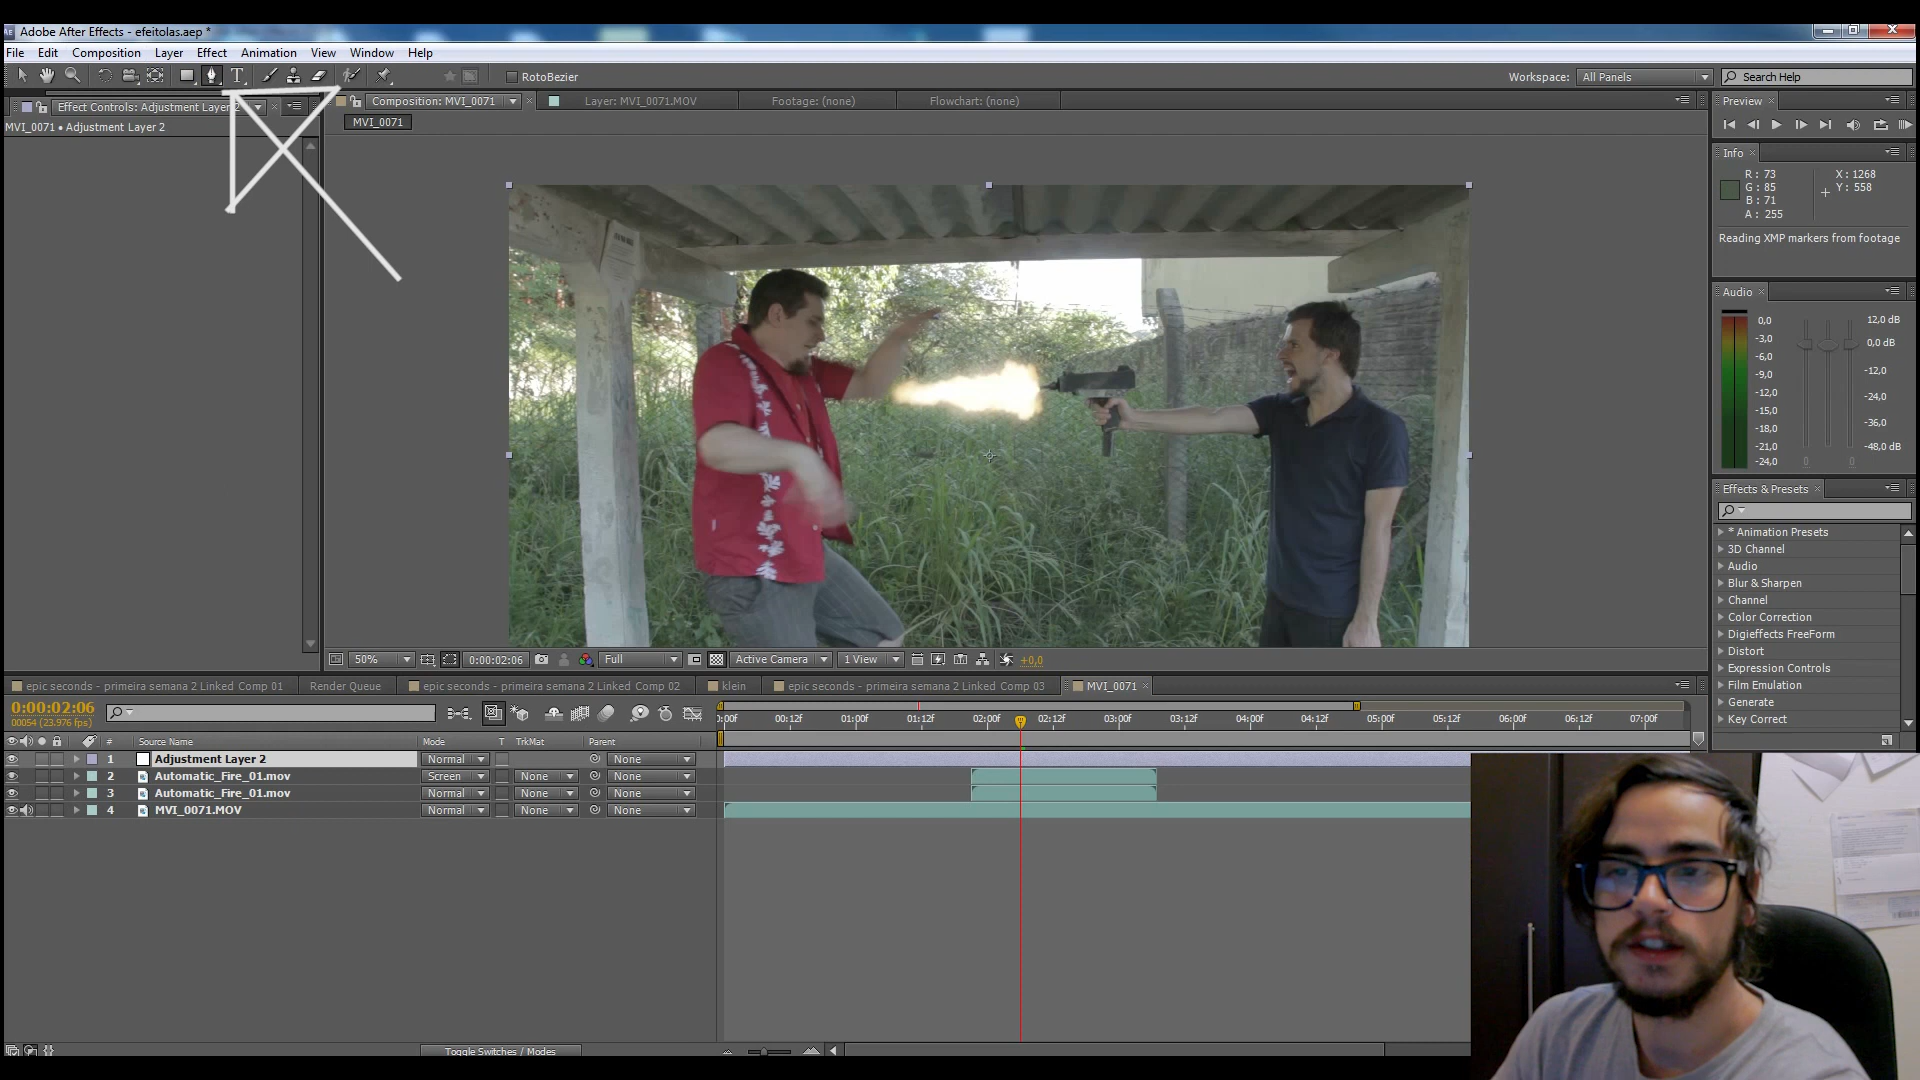 Adobe After Effects - efeitolas.aep *
File Edit Composition Layer Effect Animation View Window Help
RotoBezier
Workspace: All Panels
Search Help
Effect Controls: Adjustment Layer 2
Composition: MVI_0071
Layer: MVI_0071.MOV
Footage: (none)
Flowchart: (none)
Preview
MVI_0071 • Adjustment Layer 2
MVI_0071
Info
R : 73
G : 85
B : 71
A : 255
X : 1268
Y : 558
Reading XMP markers from footage
Audio
0,0
-3,0
-6,0
-9,0
-12,0
-15,0
-18,0
-21,0
-24,0
12,0 dB
0,0 dB
-12,0
-24,0
-36,0
-48,0 dB
0 0
Effects & Presets
* Animation Presets
3D Channel
Audio
Blur & Sharpen
Channel
Color Correction
Digieffects FreeForm
Distort
Expression Controls
Film Emulation
Generate
Key Correct
50%
0:00:02:06
Full
Active Camera
1 View
+0,0
epic seconds - primeira semana 2 Linked Comp 01
Render Queue
epic seconds - primeira semana 2 Linked Comp 02
klein
epic seconds - primeira semana 2 Linked Comp 03
MVI_0071
0:00:02:06
00054 (23.976 fps)
):00f 00:12f 01:00f 01:12f 02:00f 02:12f 03:00f 03:12f 04:00f 04:12f 05:00f 05:12f 06:00f 06:12f 07:00f
# Source Name Mode T TrkMat Parent
1 Adjustment Layer 2 Normal None
2 Automatic_Fire_01.mov Screen None None
3 Automatic_Fire_01.mov Normal None None
4 MVI_0071.MOV Normal None None
Toggle Switches / Modes